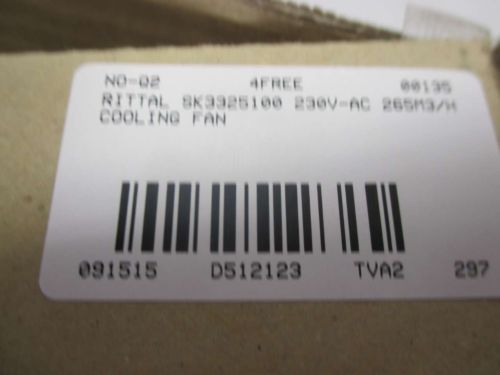 NO-02 4FREE 00135
RITTAL SK3325100 230V-AC 265M3/H
COOLING FAN
091515 D512123 TVA2 297